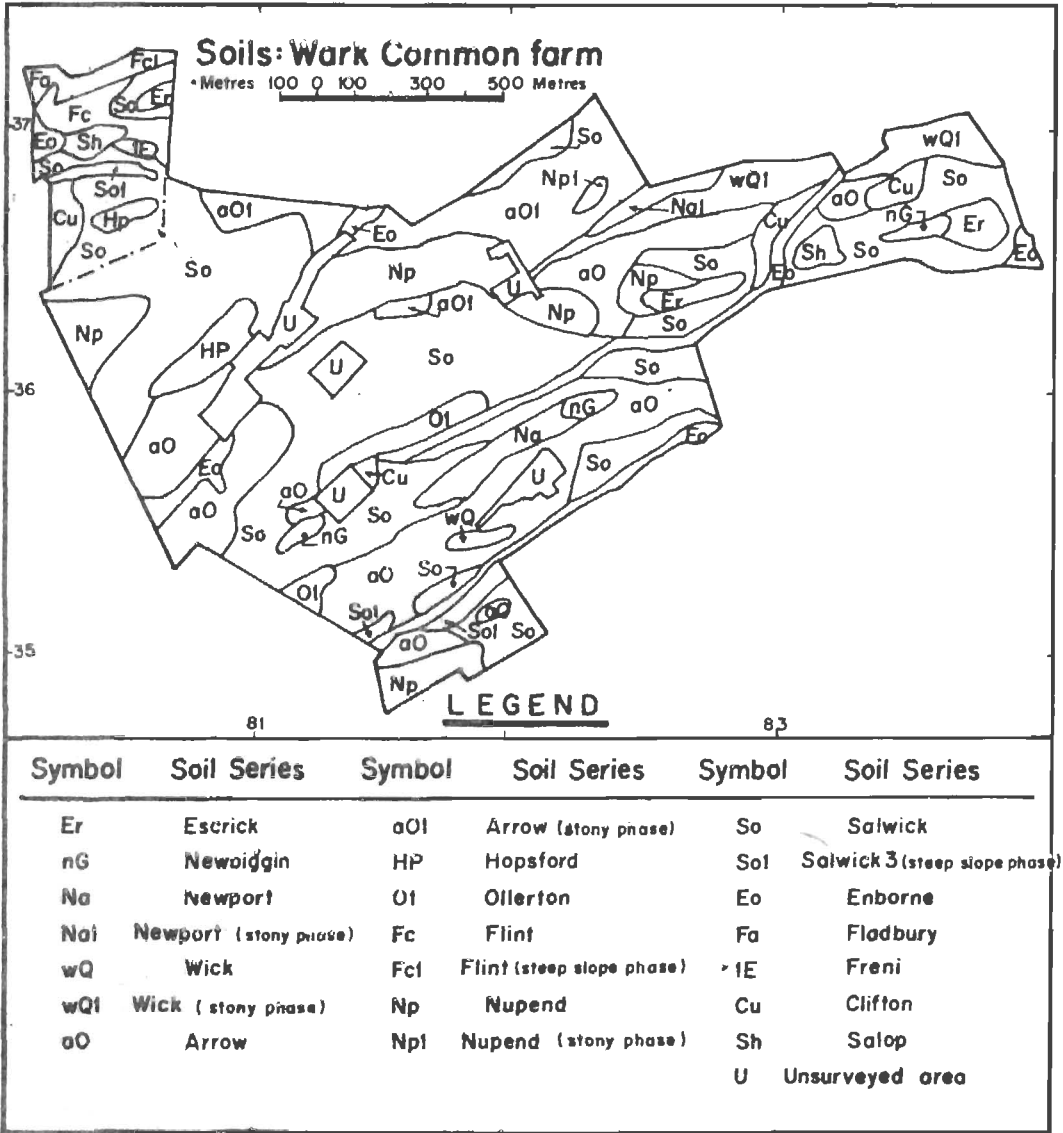 Soils: Wark Common farm
Metres 100 0 100 300 500 Metres
Fc1
Fa
So Er
Fc
37
So
wQ1
Eo Sh 1E
So
Np1
wQ1
So1
Na1
Cu
So
aO1
aO1
aO
Cu
Hp
nG
Er
Eo
So
So
Np
aO
So
Sh
So
Eo
Eo
Np
U
Er
aO1
Np
So
Np
U
HP
So
U
So
36
nG
aO
O1
Na
aO
Eo
So
Eo
Cu
U
aO
U
aO
So
So
wQ
nG
aO
So
O1
aO
So1
So1
So
aO
35
Np
LEGEND
81
83
Symbol Soil Series Symbol Soil Series Symbol Soil Series
Er Escrick aO1 Arrow (stony phase) So Salwick
nG Newbiggin HP Hopsford So1 Salwick 3 (steep slope phase)
Na Newport O1 Ollerton Eo Enborne
Na1 Newport (stony phase) Fc Flint Fa Fladbury
wQ Wick Fc1 Flint (steep slope phase) 1E Freni
wQ1 Wick (stony phase) Np Nupend Cu Clifton
aO Arrow Np1 Nupend (stony phase) Sh Salop
U Unsurveyed area